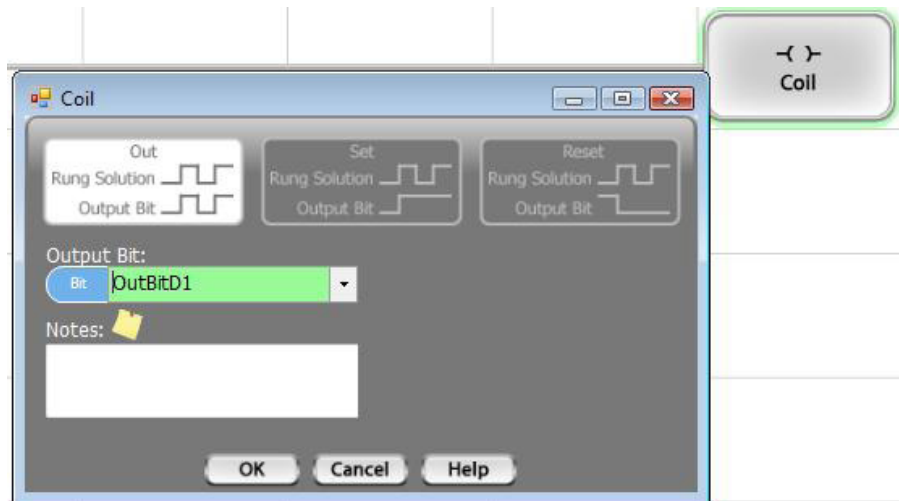 Coil
Coil
Out
Rung Solution
Output Bit
Set
Rung Solution
Output Bit
Reset
Rung Solution
Output Bit
Output Bit:
Bit OutBitD1
Notes:
OK Cancel Help